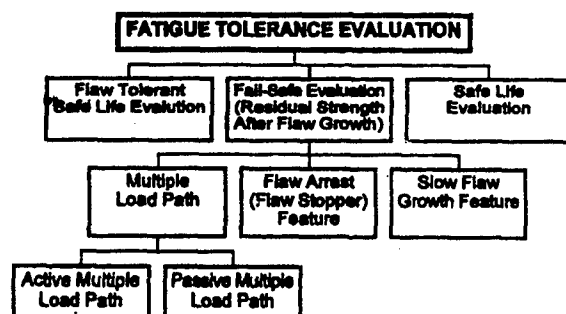 FATIGUE TOLERANCE EVALUATION
Flaw Tolerant
Safe Life Evalution
Fail-Safe Evaluation
(Residual Strength
After Flaw Growth)
Safe Life
Evaluation
Multiple
Load Path
Flaw Arrest
(Flaw Stopper)
Feature
Slow Flaw
Growth Feature
Active Multiple
Load Path
Passive Multiple
Load Path